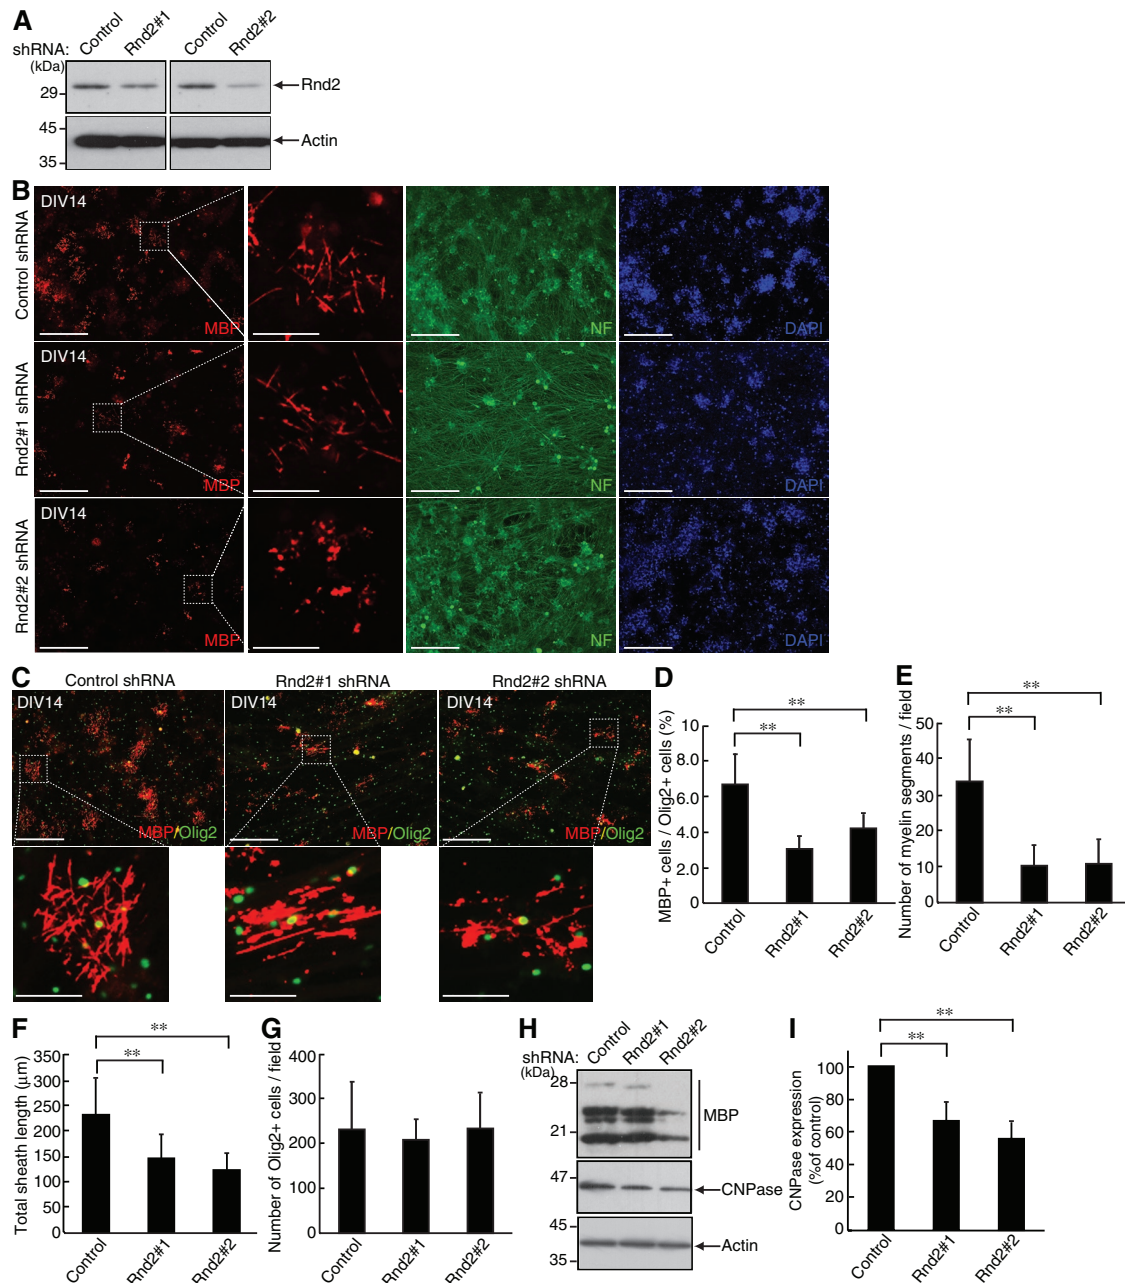 A
shRNA: Control Rnd2#1 Control Rnd2#2
(kDa)
29
Rnd2
45
35
Actin
B
Control shRNA
DIV14
MBP
NF
DAPI
Rnd2#1 shRNA
DIV14
MBP
NF
DAPI
Rnd2#2 shRNA
DIV14
MBP
NF
DAPI
C
Control shRNA Rnd2#1 shRNA Rnd2#2 shRNA
DIV14 DIV14 DIV14
MBP/Olig2 MBP/Olig2 MBP/Olig2
D
MBP+ cells / Olig2+ cells (%)
10
8.0
6.0
4.0
2.0
0
**
**
Control Rnd2#1 Rnd2#2
E
Number of myelin segments / field
50
40
30
20
10
0
**
**
Control Rnd2#1 Rnd2#2
F
Total sheath length (μm)
350
300
250
200
150
100
50
0
**
**
Control Rnd2#1 Rnd2#2
G
Number of Olig2+ cells / field
400
300
200
100
0
Control Rnd2#1 Rnd2#2
H
shRNA: Control Rnd2#1 Rnd2#2
(kDa)
28
21
MBP
47
CNPase
45
35
Actin
I
CNPase expression
(%of control)
100
80
60
40
20
0
**
**
Control Rnd2#1 Rnd2#2